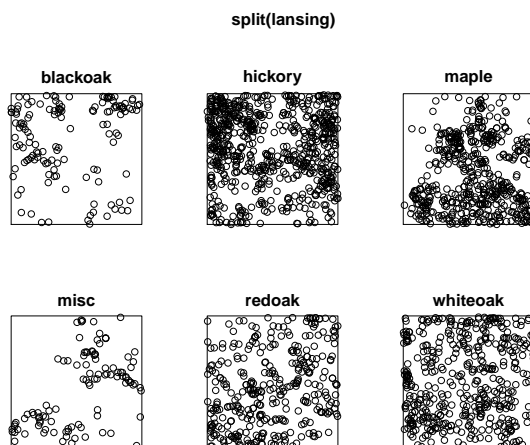 split(lansing)
blackoak
hickory
maple
misc
redoak
whiteoak